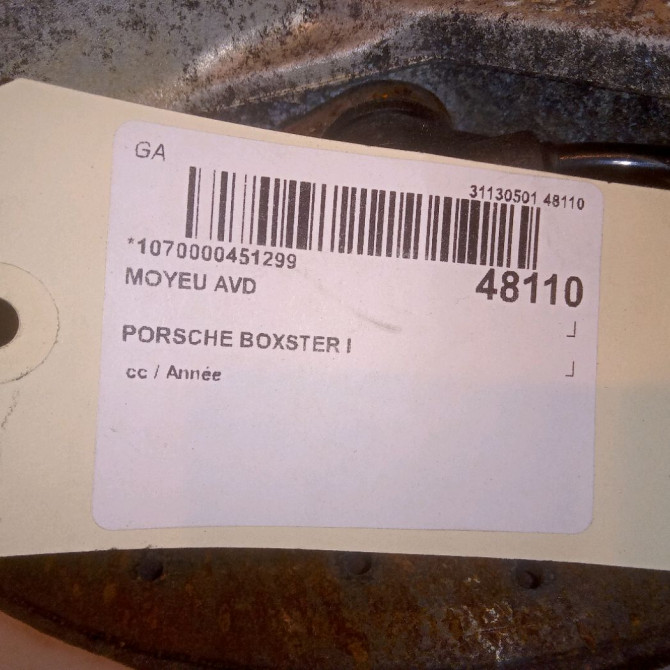 GA
31130501 48110
*1070000451299
48110
MOYEU AVD
PORSCHE BOXSTER I
cc / Année